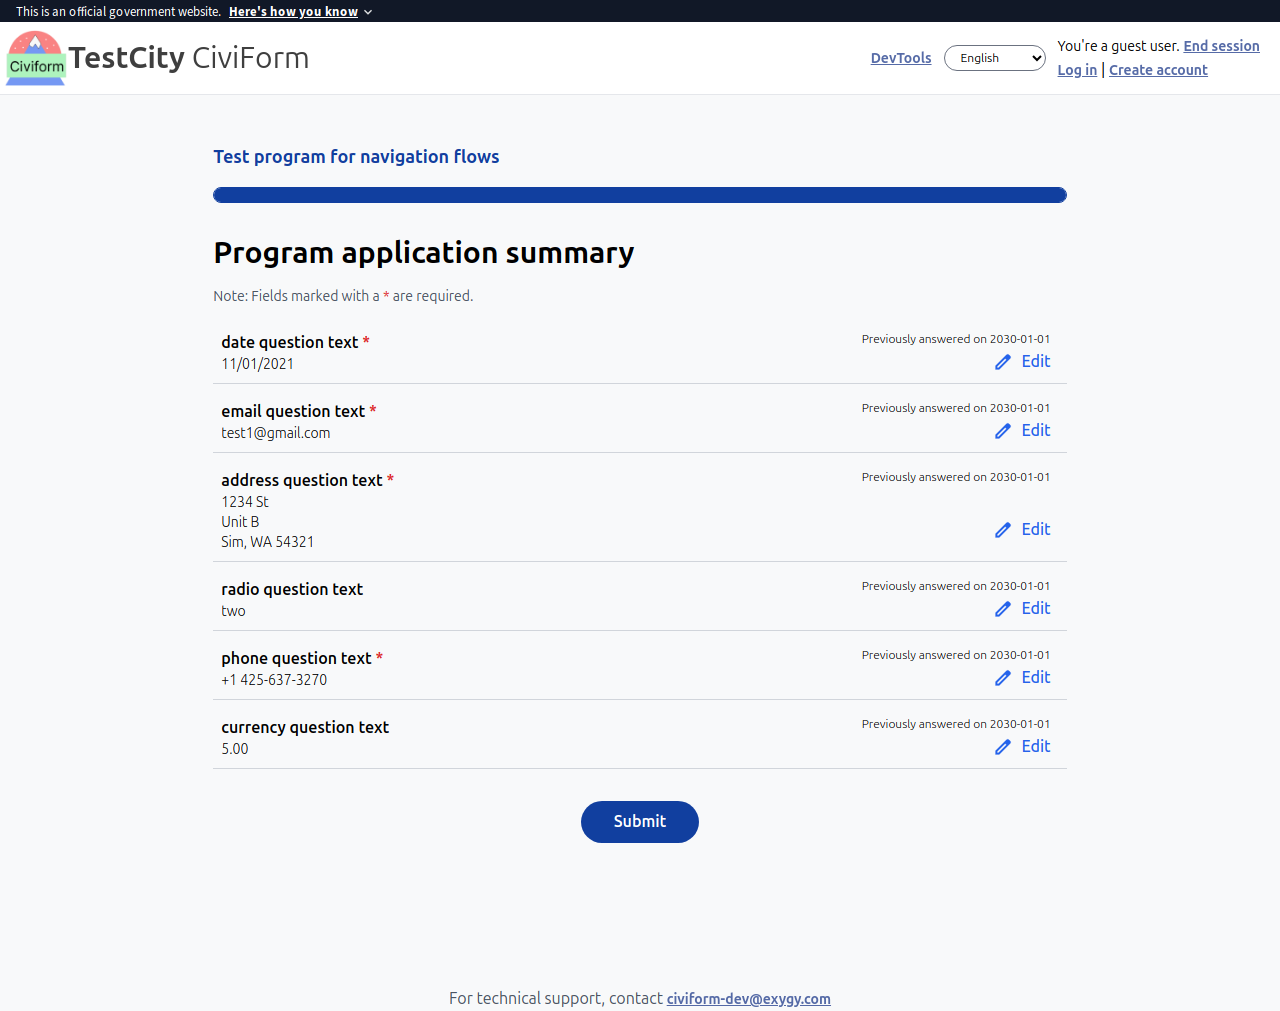 This is an official government website. Here's how you know
Civiform
TestCity CiviForm
DevTools
English
You're a guest user. End session
Log in | Create account
Test program for navigation flows
Program application summary
Note: Fields marked with a * are required.
date question text *
Previously answered on 2030-01-01
11/01/2021
Edit
email question text *
Previously answered on 2030-01-01
test1@gmail.com
Edit
address question text *
Previously answered on 2030-01-01
1234 St
Unit B
Edit
Sim, WA 54321
radio question text
Previously answered on 2030-01-01
two
Edit
phone question text *
Previously answered on 2030-01-01
+1 425-637-3270
Edit
currency question text
Previously answered on 2030-01-01
5.00
Edit
Submit
For technical support, contact civiform-dev@exygy.com